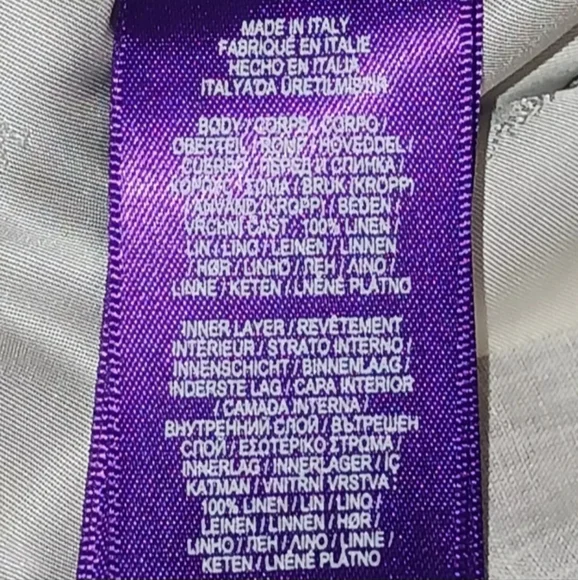 MADE IN ITALY
FABRIQUÉ EN ITALIE
HECHO EN ITALIA
ITALYA'DA ÜRETİLMİŞTİR
BODY / CORPS / CORPO /
OBERTEIL / ROMP / HOVEDDEL /
CUERPO / ПЕРЕД И СПИНКА /
ΣΩΜΑ / BRUK (KROPP)
ANVÄND (KROPP) / BEDEN /
VRCHNÍ ČÁST 100% LINEN /
LIN / LINO / LEINEN / LINNEN
/ HØR / LINHO / ЛЕН / ΛΙΝΟ /
LINNE / KETEN / LNĚNÉ PLÁTNO
INNER LAYER / REVÊTEMENT
INTÉRIEUR / STRATO INTERNO /
INNENSCHICHT / BINNENLAAG /
INDERSTE LAG / CAPA INTERIOR
/ CAMADA INTERNA /
ВНУТРЕННИЙ СЛОЙ / ВЪТРЕШЕН
СЛОЙ / ΕΣΩΤΕΡΙΚΟ ΣΤΡΩΜΑ /
INNERLAG / INNERLAGER / İÇ
KATMAN / VNITŘNÍ VRSTVA
100% LINEN / LIN / LINO /
LEINEN / LINNEN / HØR /
LINHO / ЛЕН / ΛΙΝΟ / LINNE /
KETEN / LNĚNÉ PLÁTNO